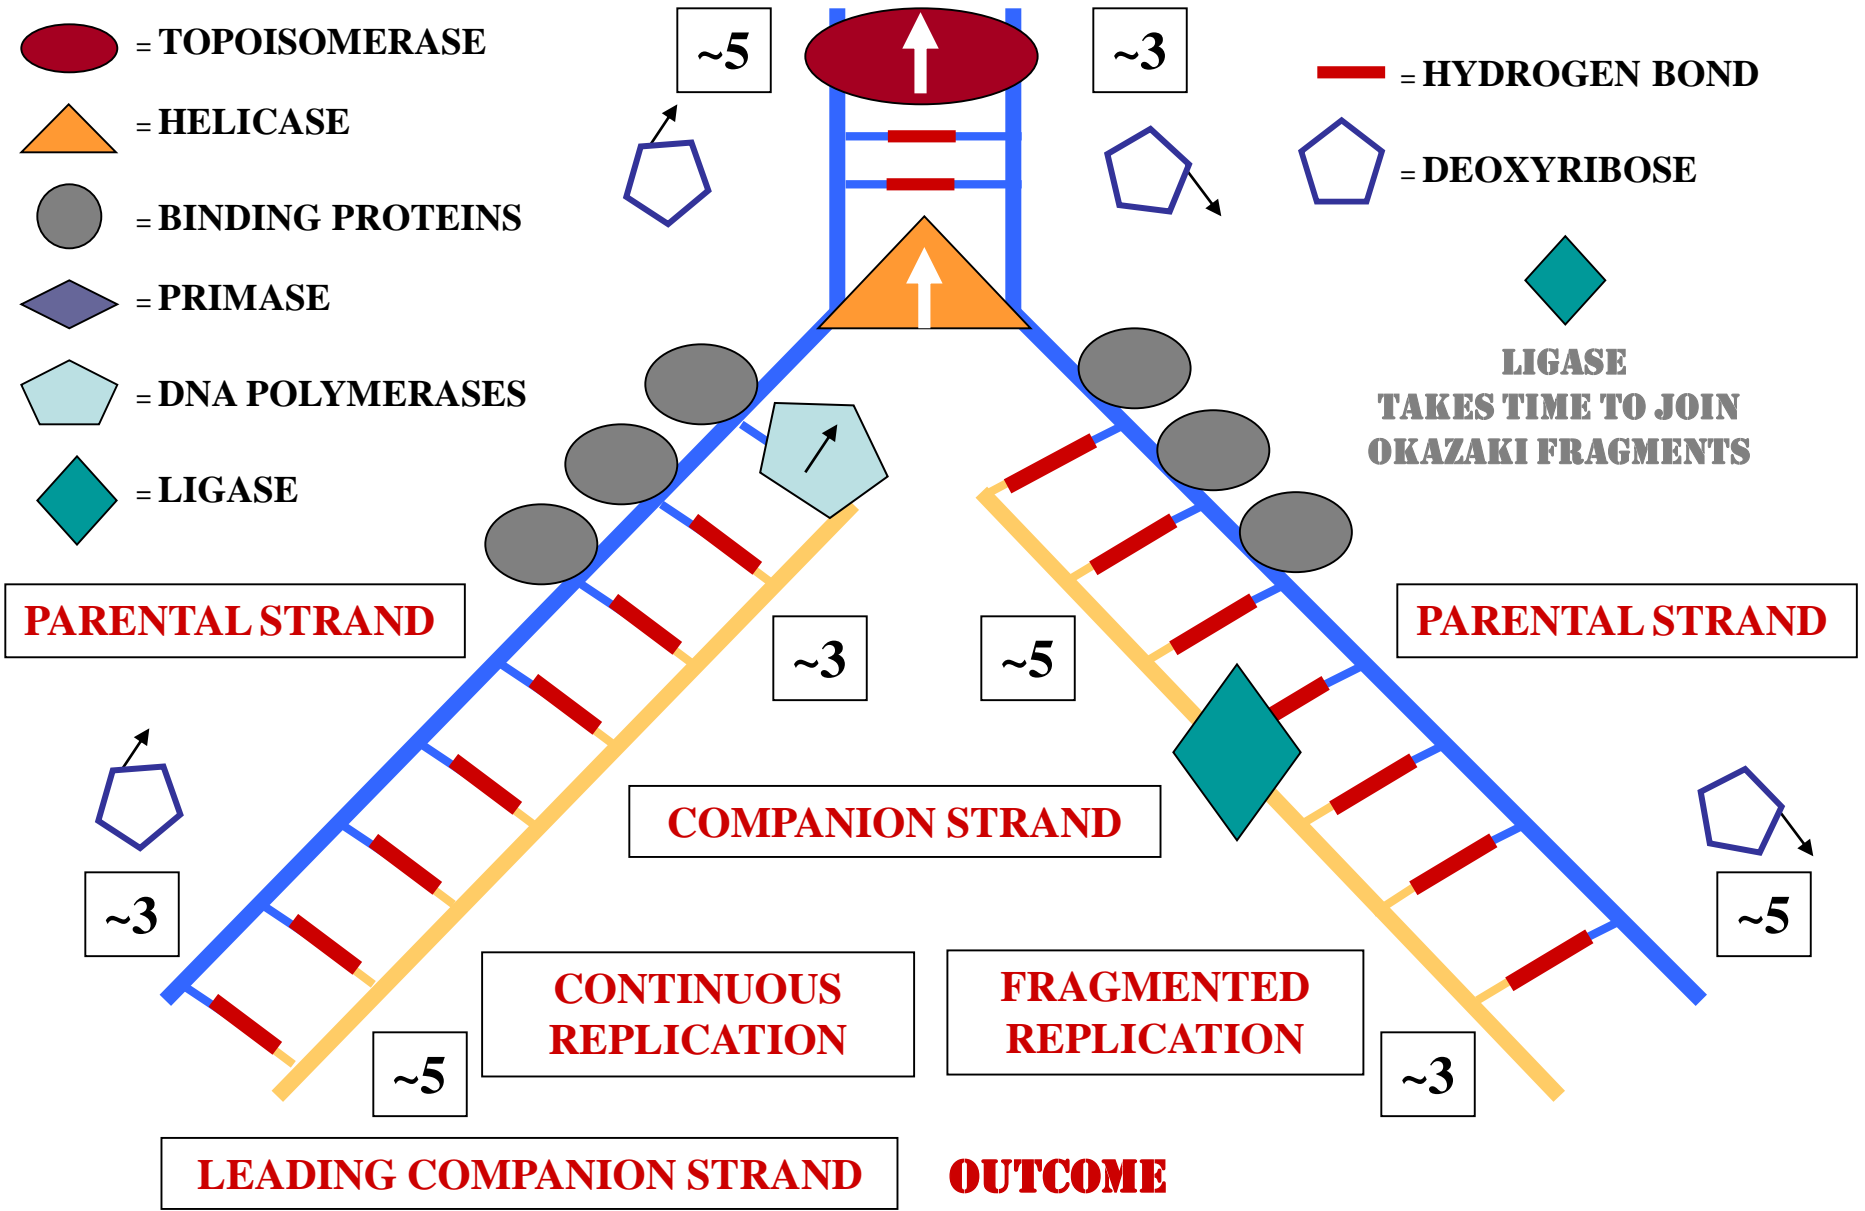 = TOPOISOMERASE
= HELICASE
= BINDING PROTEINS
= PRIMASE
= DNA POLYMERASES
= LIGASE
~5
~3
= HYDROGEN BOND
= DEOXYRIBOSE
LIGASE
TAKES TIME TO JOIN
OKAZAKI FRAGMENTS
PARENTAL STRAND
~3
~5
PARENTAL STRAND
COMPANION STRAND
~3
~5
CONTINUOUS
REPLICATION
FRAGMENTED
REPLICATION
~5
~3
LEADING COMPANION STRAND
OUTCOME